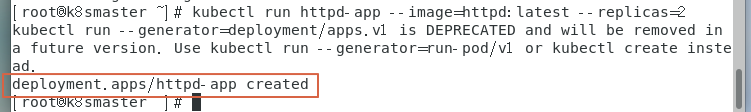 [root@k8smaster ~]# kubectl run httpd-app --image=httpd:latest --replicas=2
kubectl run --generator=deployment/apps.v1 is DEPRECATED and will be removed in
a future version. Use kubectl run --generator=run-pod/v1 or kubectl create inste
ad.
deployment.apps/httpd-app created
[root@k8smaster ~]#